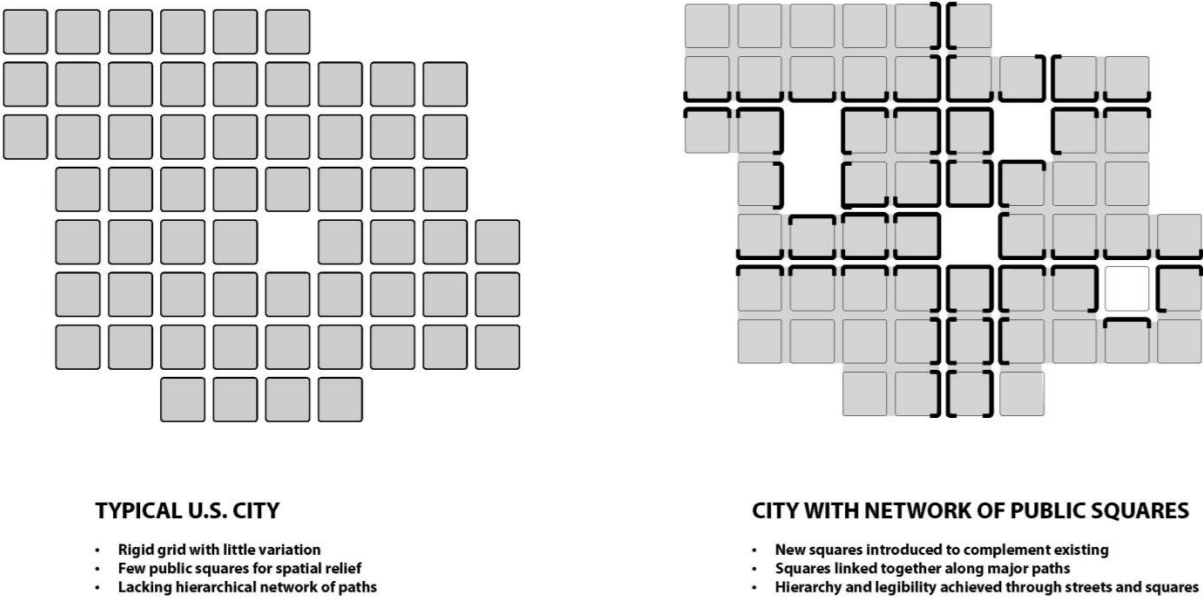 TYPICAL U.S. CITY
• Rigid grid with little variation
• Few public squares for spatial relief
• Lacking hierarchical network of paths
CITY WITH NETWORK OF PUBLIC SQUARES
• New squares introduced to complement existing
• Squares linked together along major paths
• Hierarchy and legibility achieved through streets and squares